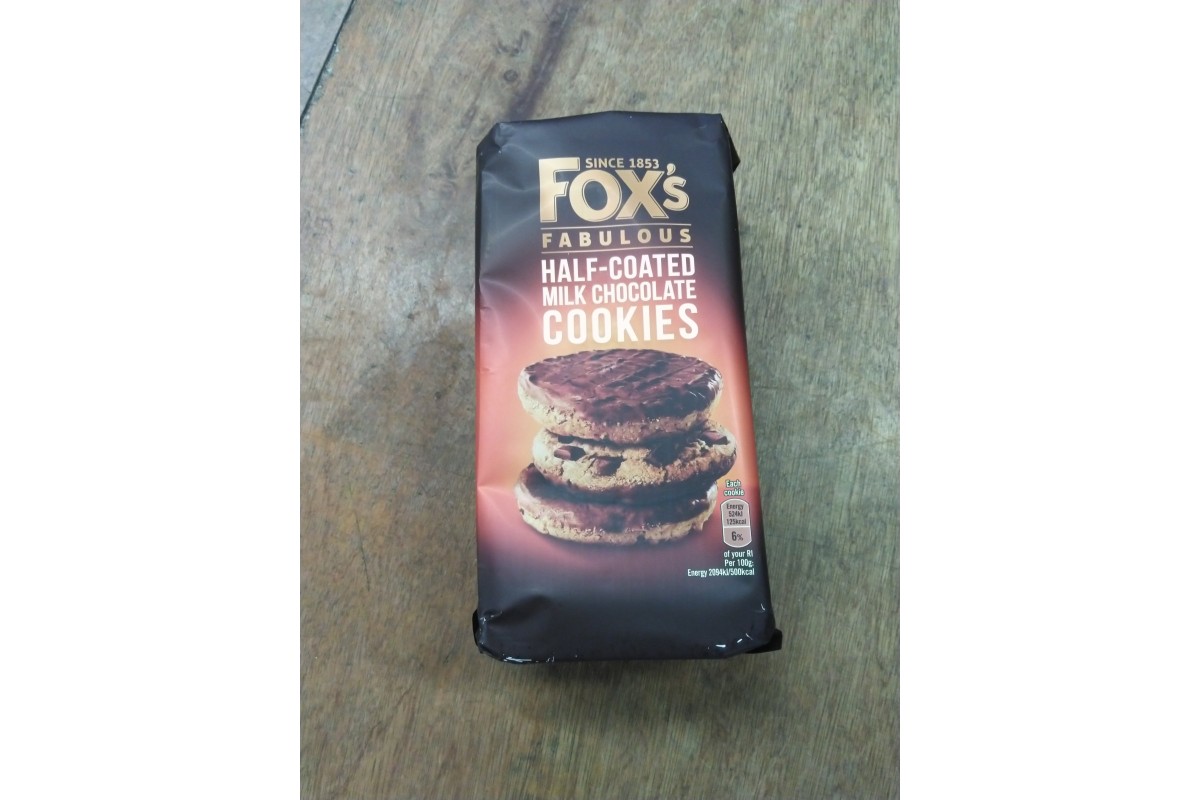 SINCE 1853
FOX's
FABULOUS
HALF-COATED
MILK CHOCOLATE
COOKIES
Each
cookie
Energy
524kJ
125kcal
6%
of your RI
Per 100g:
Energy 2094kJ/500kcal